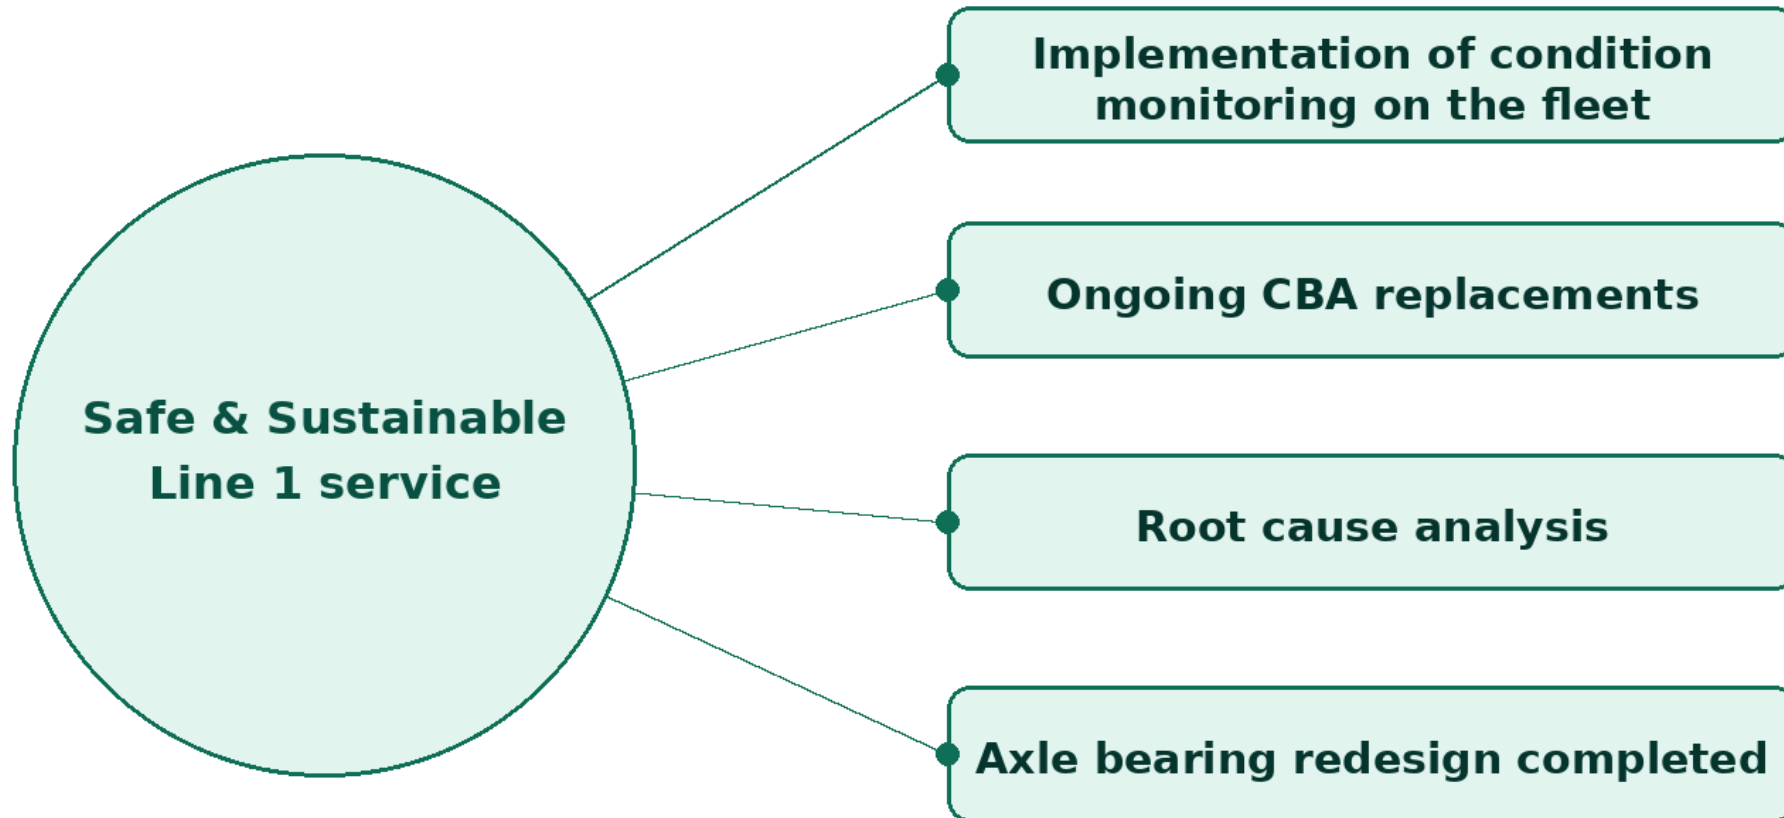 Safe & Sustainable
Line 1 service
Implementation of condition
monitoring on the fleet
Ongoing CBA replacements
Root cause analysis
Axle bearing redesign completed